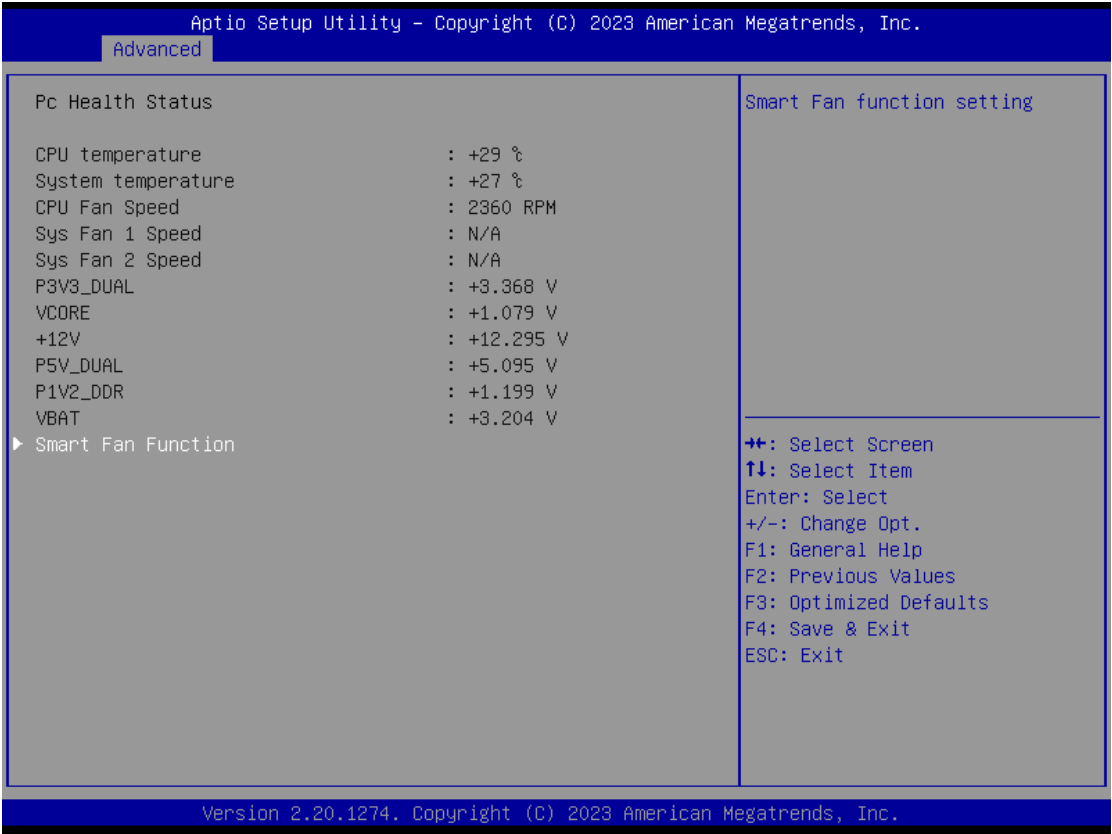 Aptio Setup Utility – Copyright (C) 2023 American Megatrends, Inc.
Advanced
Pc Health Status
CPU temperature : +29 ℃
System temperature : +27 ℃
CPU Fan Speed : 2360 RPM
Sys Fan 1 Speed : N/A
Sys Fan 2 Speed : N/A
P3V3_DUAL : +3.368 V
VCORE : +1.079 V
+12V : +12.295 V
P5V_DUAL : +5.095 V
P1V2_DDR : +1.199 V
VBAT : +3.204 V
Smart Fan Function
Smart Fan function setting
→←: Select Screen
↑↓: Select Item
Enter: Select
+/-: Change Opt.
F1: General Help
F2: Previous Values
F3: Optimized Defaults
F4: Save & Exit
ESC: Exit
Version 2.20.1274. Copyright (C) 2023 American Megatrends, Inc.